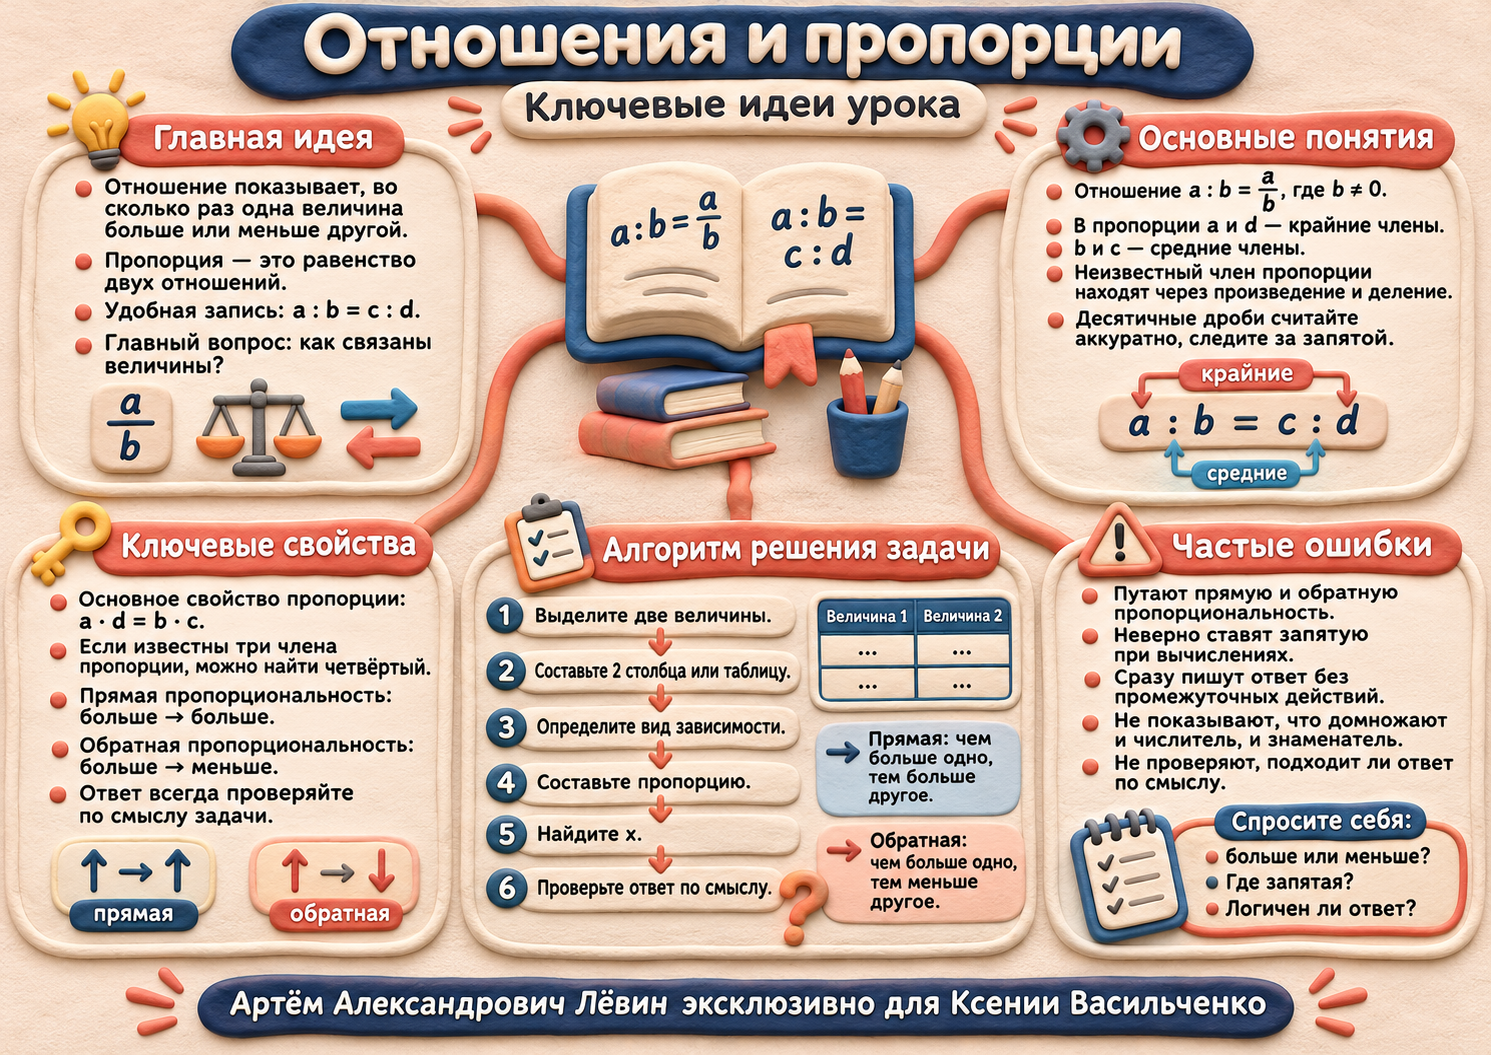 Отношения и пропорции
Ключевые идеи урока
Главная идея
Отношение показывает, во
сколько раз одна величина
больше или меньше другой.
Пропорция — это равенство
двух отношений.
Удобная запись: a : b = c : d.
Главный вопрос: как связаны
величины?
a
b
a : b = a/b
a : b =
c : d
Основные понятия
Отношение a : b = a/b, где b ≠ 0.
В пропорции a и d — крайние члены.
b и c — средние члены.
Неизвестный член пропорции
находят через произведение и деление.
Десятичные дроби считайте
аккуратно, следите за запятой.
крайние
a : b = c : d
средние
Ключевые свойства
Основное свойство пропорции:
a · d = b · c.
Если известны три члена
пропорции, можно найти четвёртый.
Прямая пропорциональность:
больше → больше.
Обратная пропорциональность:
больше → меньше.
Ответ всегда проверяйте
по смыслу задачи.
↑ → ↑
прямая
↑ → ↓
обратная
Алгоритм решения задачи
1 Выделите две величины.
2 Составьте 2 столбца или таблицу.
3 Определите вид зависимости.
4 Составьте пропорцию.
5 Найдите x.
6 Проверьте ответ по смыслу.
?
Величина 1 Величина 2
... ...
... ...
→ Прямая: чем
больше одно,
тем больше
другое.
→ Обратная:
чем больше одно,
тем меньше
другое.
!
Частые ошибки
Путают прямую и обратную
пропорциональность.
Неверно ставят запятую
при вычислениях.
Сразу пишут ответ без
промежуточных действий.
Не показывают, что домножают
и числитель, и знаменатель.
Не проверяют, подходит ли ответ
по смыслу.
Спросите себя:
больше или меньше?
Где запятая?
Логичен ли ответ?
Артём Александрович Лёвин эксклюзивно для Ксении Васильченко